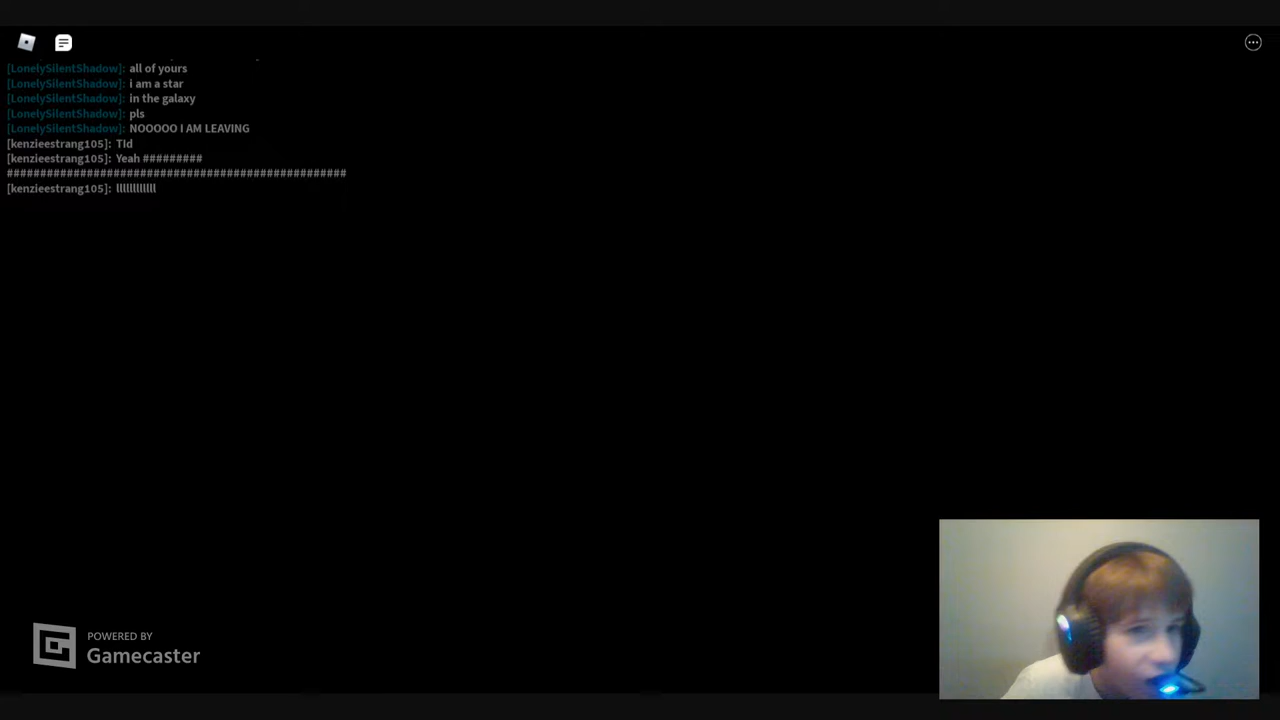 [LonelySilentShadow]: all of yours
[LonelySilentShadow]: i am a star
[LonelySilentShadow]: in the galaxy
[LonelySilentShadow]: pls
[LonelySilentShadow]: NOOOOO I AM LEAVING
[kenzieestrang105]: TId
[kenzieestrang105]: Yeah #########
####################################################
[kenzieestrang105]: llllllllllll
POWERED BY
Gamecaster